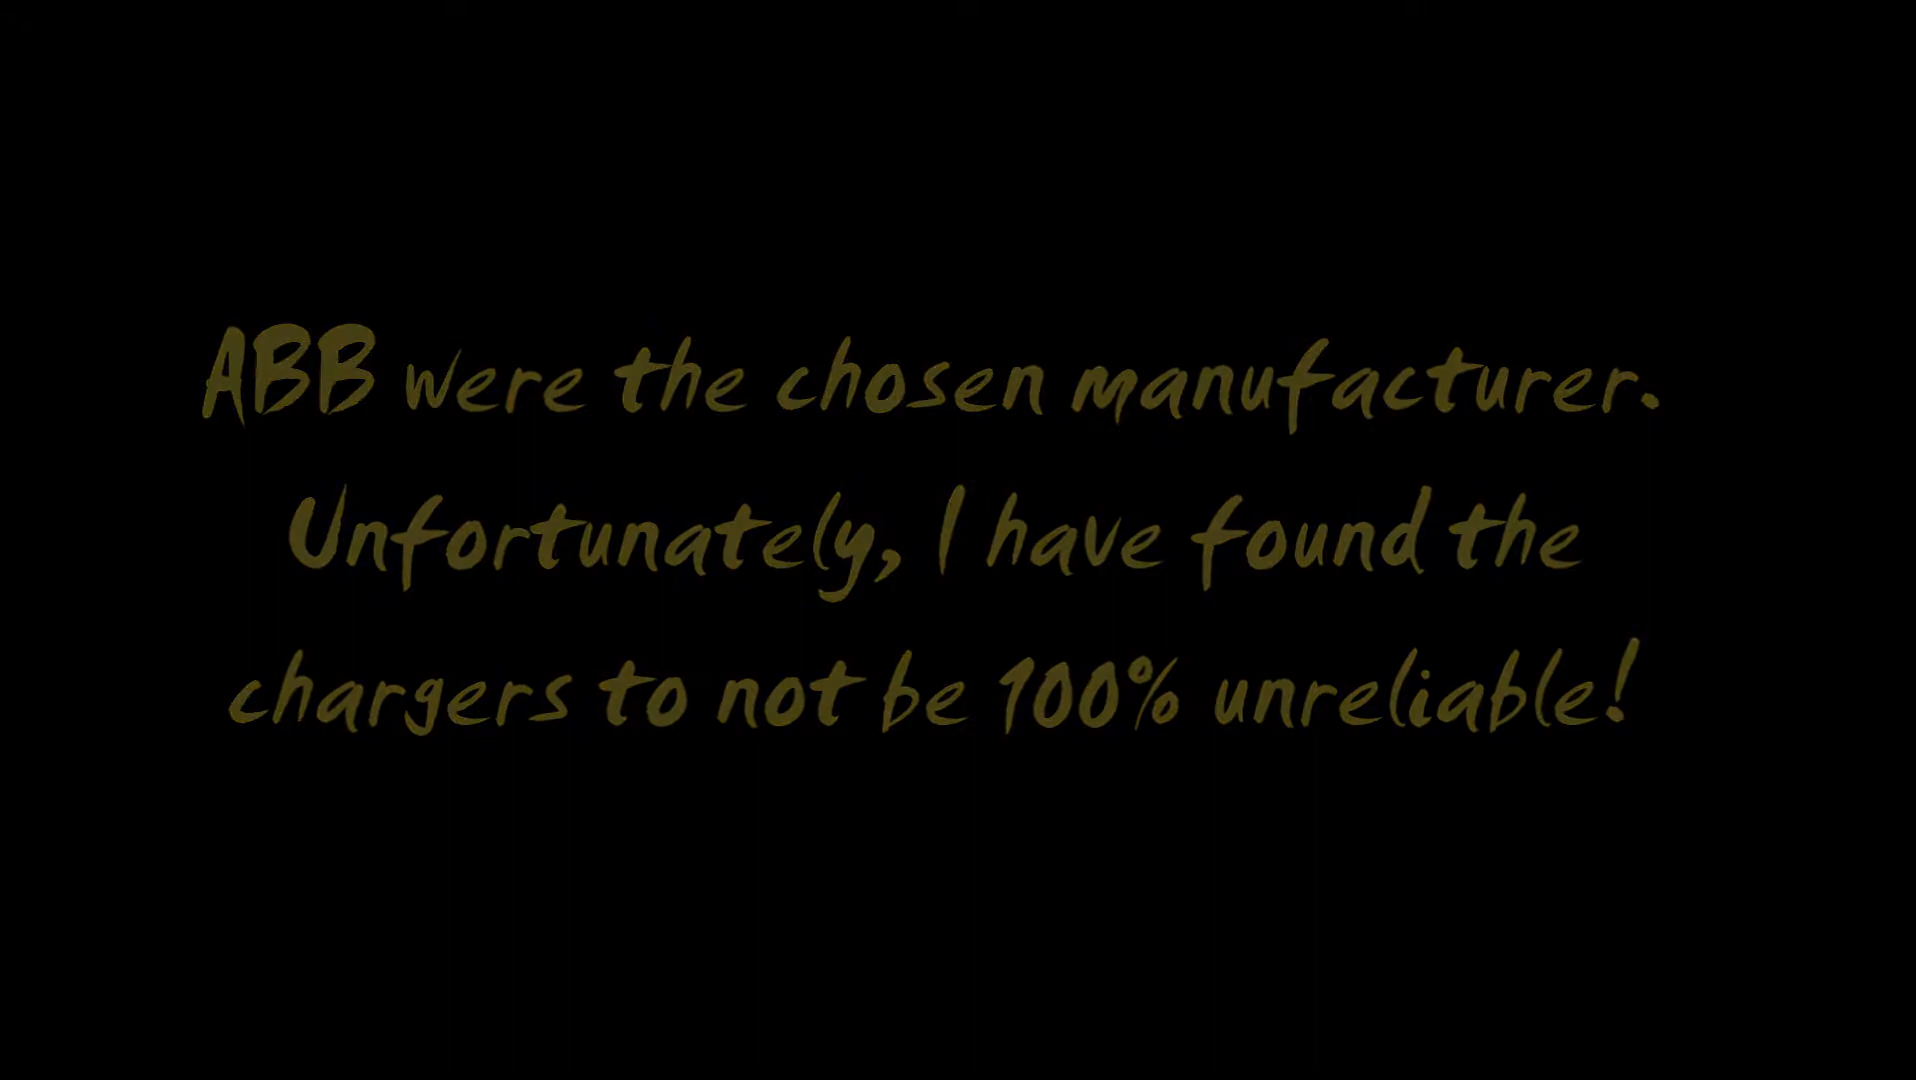 ABB were the chosen manufacturer.
Unfortunately, I have found the
chargers to not be 100% unreliable!